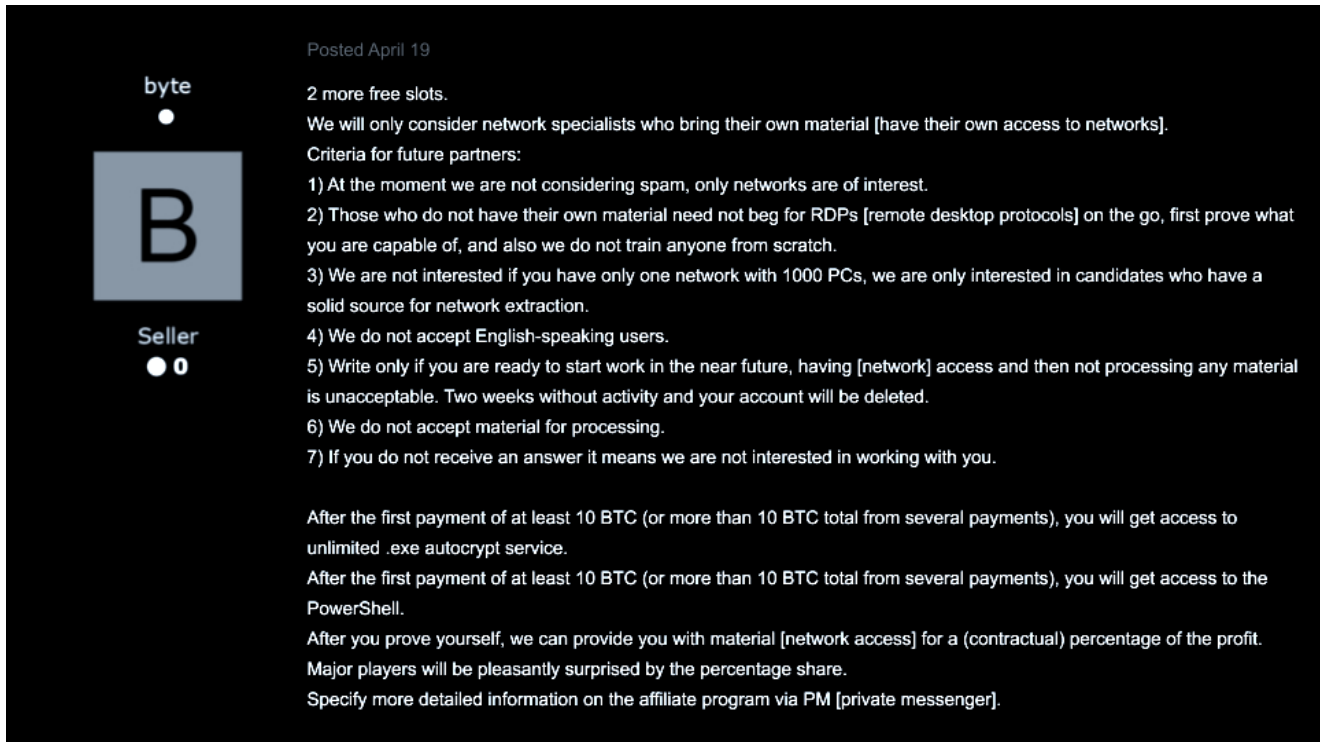 Posted April 19
byte
B
Seller
0
2 more free slots.
We will only consider network specialists who bring their own material [have their own access to networks].
Criteria for future partners:
1) At the moment we are not considering spam, only networks are of interest.
2) Those who do not have their own material need not beg for RDPs [remote desktop protocols] on the go, first prove what
you are capable of, and also we do not train anyone from scratch.
3) We are not interested if you have only one network with 1000 PCs, we are only interested in candidates who have a
solid source for network extraction.
4) We do not accept English-speaking users.
5) Write only if you are ready to start work in the near future, having [network] access and then not processing any material
is unacceptable. Two weeks without activity and your account will be deleted.
6) We do not accept material for processing.
7) If you do not receive an answer it means we are not interested in working with you.
After the first payment of at least 10 BTC (or more than 10 BTC total from several payments), you will get access to
unlimited .exe autocrypt service.
After the first payment of at least 10 BTC (or more than 10 BTC total from several payments), you will get access to the
PowerShell.
After you prove yourself, we can provide you with material [network access] for a (contractual) percentage of the profit.
Major players will be pleasantly surprised by the percentage share.
Specify more detailed information on the affiliate program via PM [private messenger].